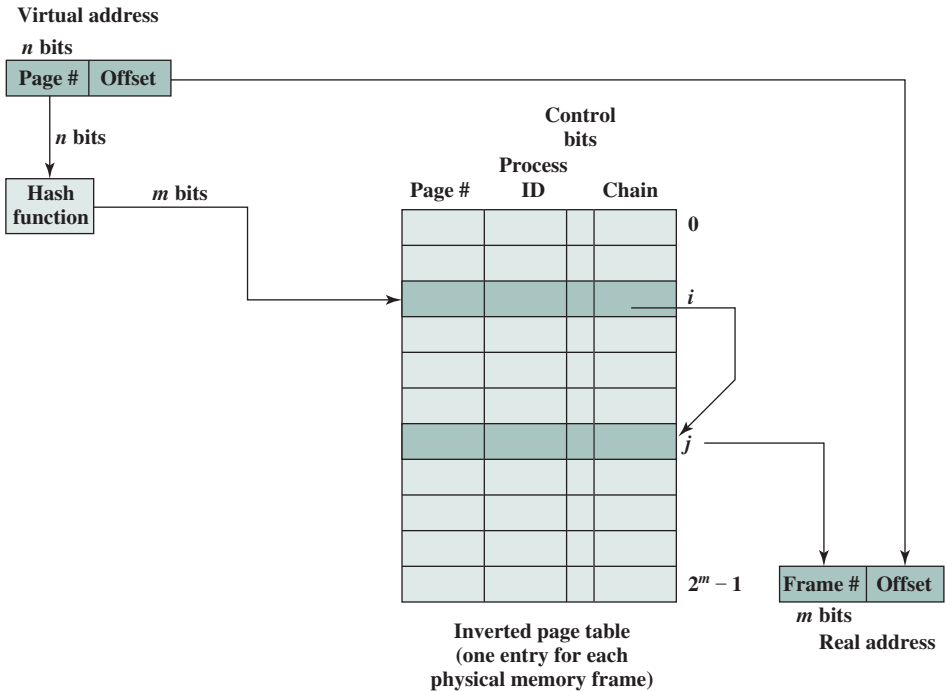 Virtual address
n bits
Page # Offset
n bits
Hash
function
m bits
Control
bits
Process
Page # ID Chain
0
i
j
2^m − 1
Frame # Offset
m bits
Real address
Inverted page table
(one entry for each
physical memory frame)